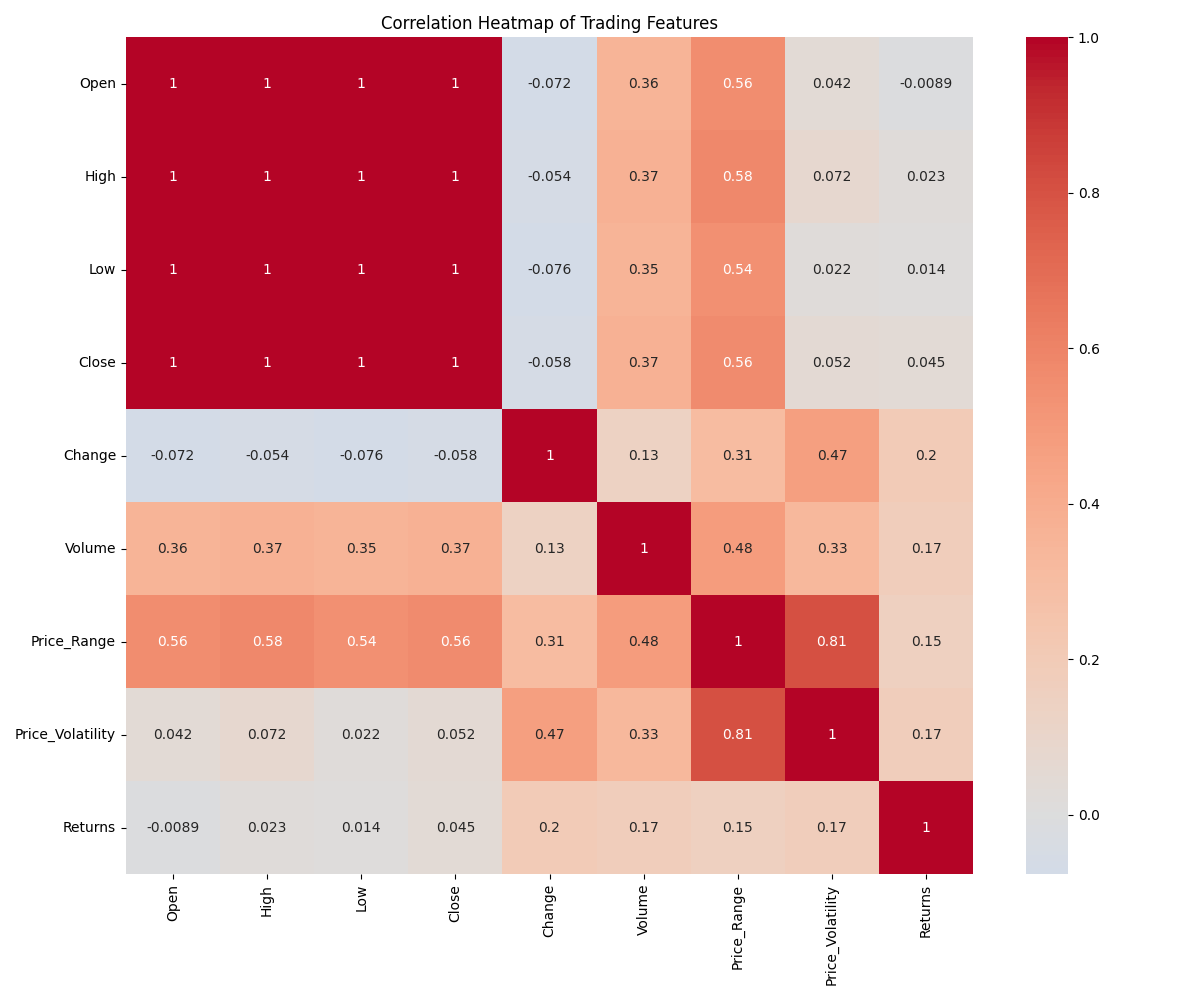 Correlation Heatmap of Trading Features
Open 1 1 1 1 -0.072 0.36 0.56 0.042 -0.0089
High 1 1 1 1 -0.054 0.37 0.58 0.072 0.023
Low 1 1 1 1 -0.076 0.35 0.54 0.022 0.014
Close 1 1 1 1 -0.058 0.37 0.56 0.052 0.045
Change -0.072 -0.054 -0.076 -0.058 1 0.13 0.31 0.47 0.2
Volume 0.36 0.37 0.35 0.37 0.13 1 0.48 0.33 0.17
Price_Range 0.56 0.58 0.54 0.56 0.31 0.48 1 0.81 0.15
Price_Volatility 0.042 0.072 0.022 0.052 0.47 0.33 0.81 1 0.17
Returns -0.0089 0.023 0.014 0.045 0.2 0.17 0.15 0.17 1
Open High Low Close Change Volume Price_Range Price_Volatility Returns
1.0
0.8
0.6
0.4
0.2
0.0